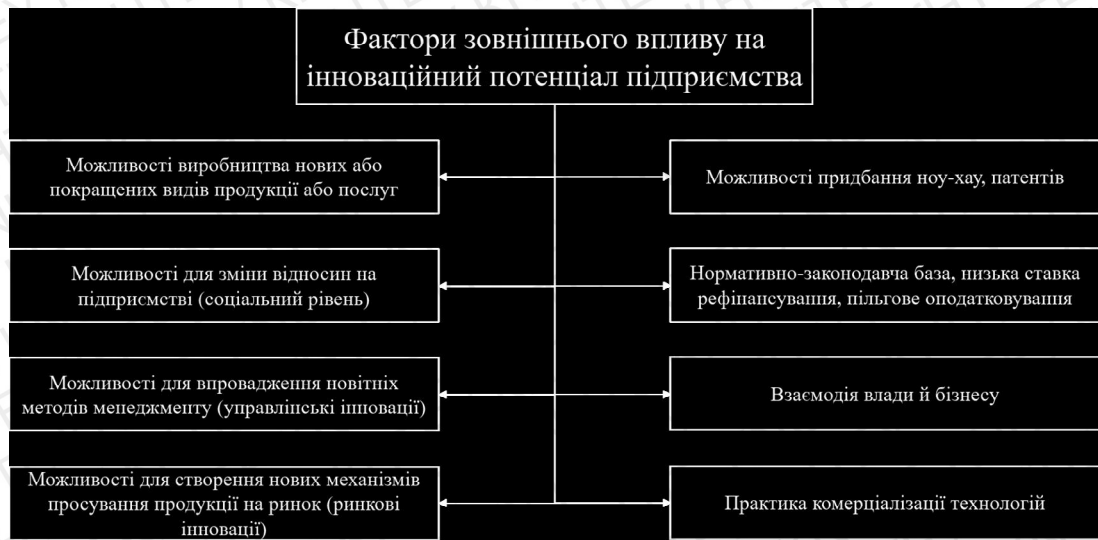 Фактори зовнішнього впливу на
інноваційний потенціал підприємства
Можливості виробництва нових або
покращених видів продукції або послуг
Можливості придбання ноу-хау, патентів
Можливості для зміни відносин на
підприємстві (соціальний рівень)
Нормативно-законодавча база, низька ставка
рефінансування, пільгове оподатковування
Можливості для впровадження новітніх
методів менеджменту (управлінські інновації)
Взаємодія влади й бізнесу
Можливості для створення нових механізмів
просування продукції на ринок (ринкові
інновації)
Практика комерціалізації технологій